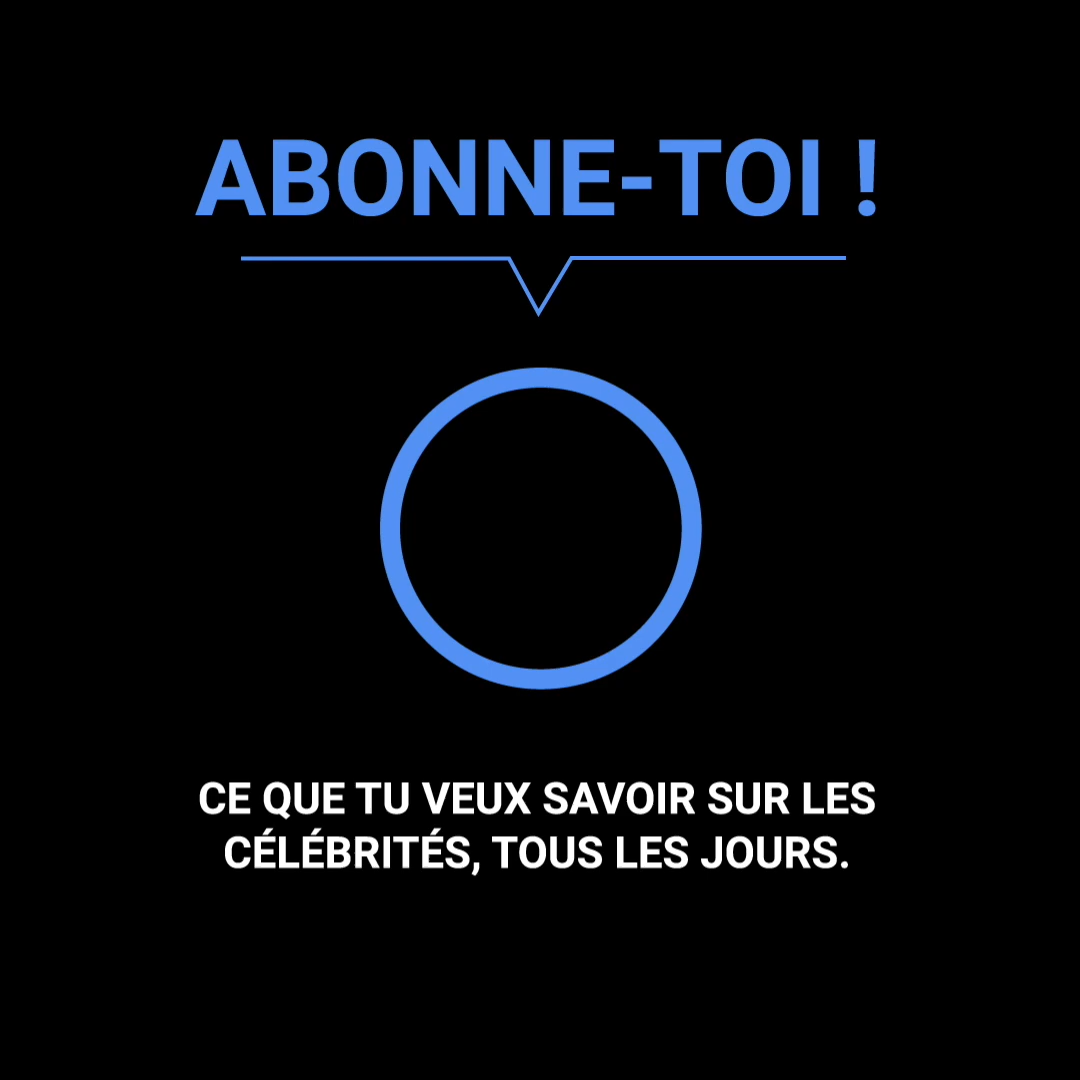 ABONNE-TOI !
CE QUE TU VEUX SAVOIR SUR LES
CÉLÉBRITÉS, TOUS LES JOURS.